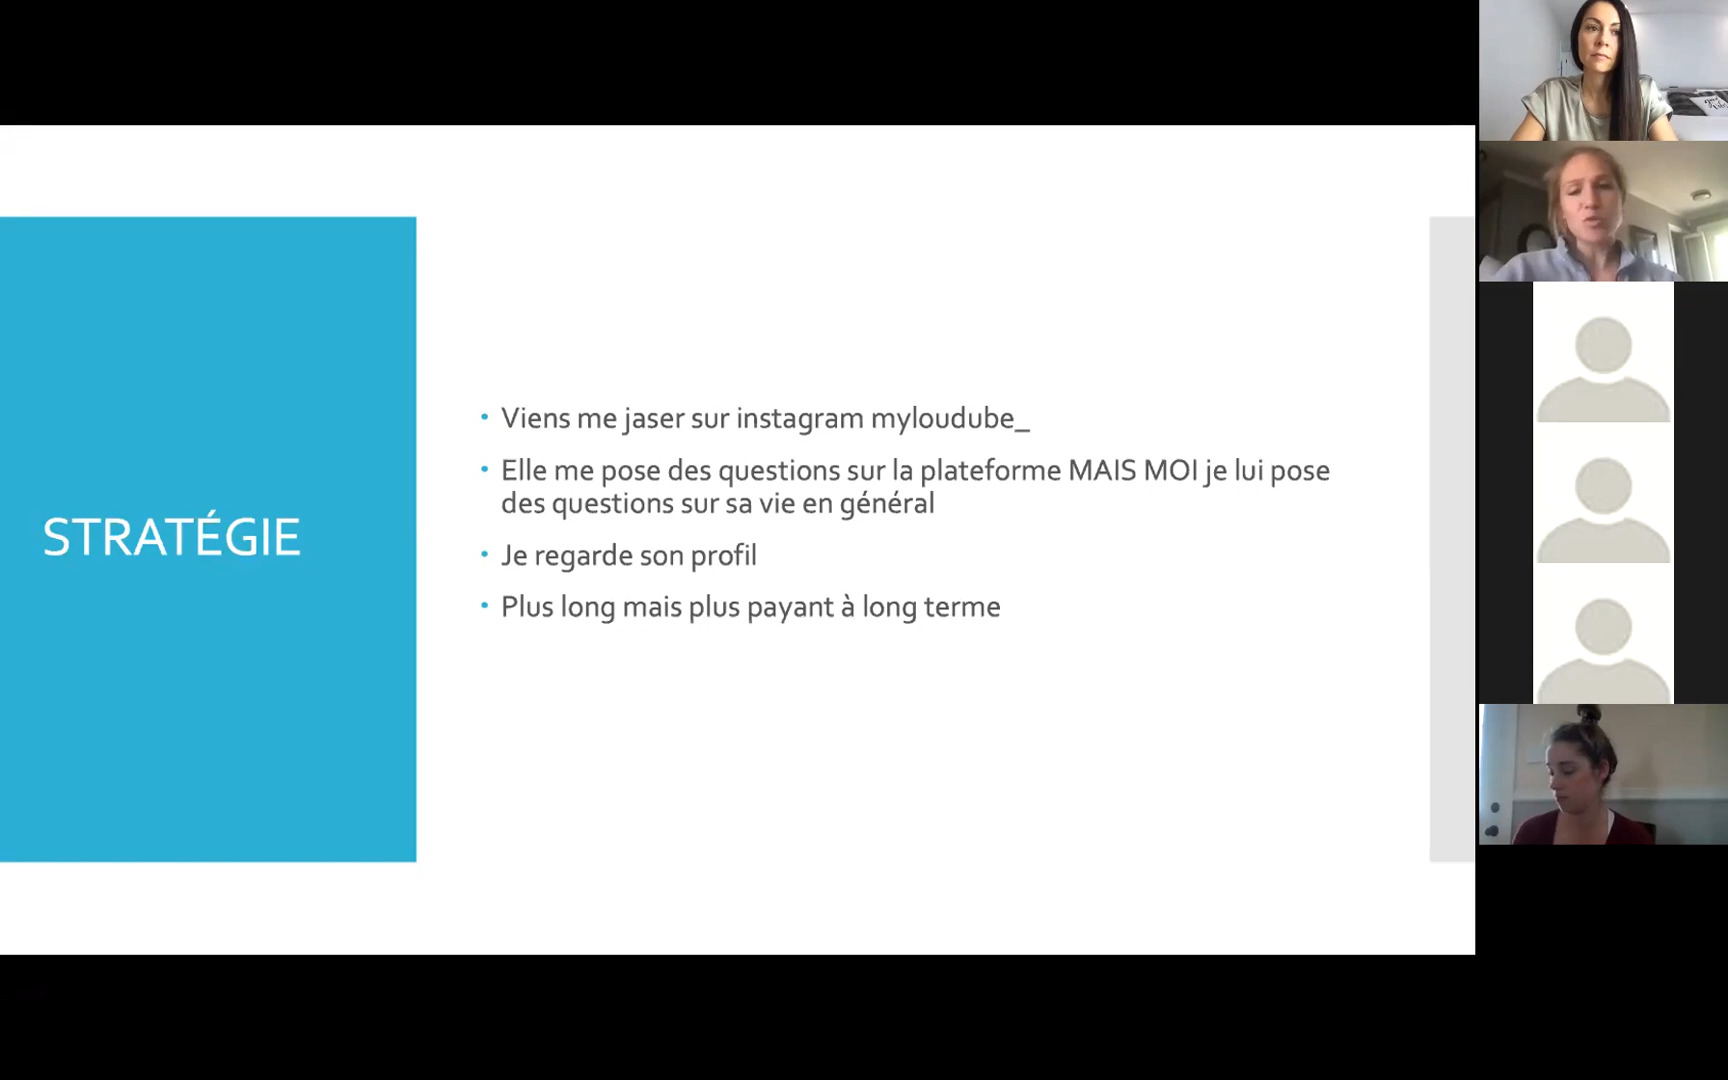 STRATÉGIE
• Viens me jaser sur instagram myloudube_
• Elle me pose des questions sur la plateforme MAIS MOI je lui pose
des questions sur sa vie en général
• Je regarde son profil
• Plus long mais plus payant à long terme